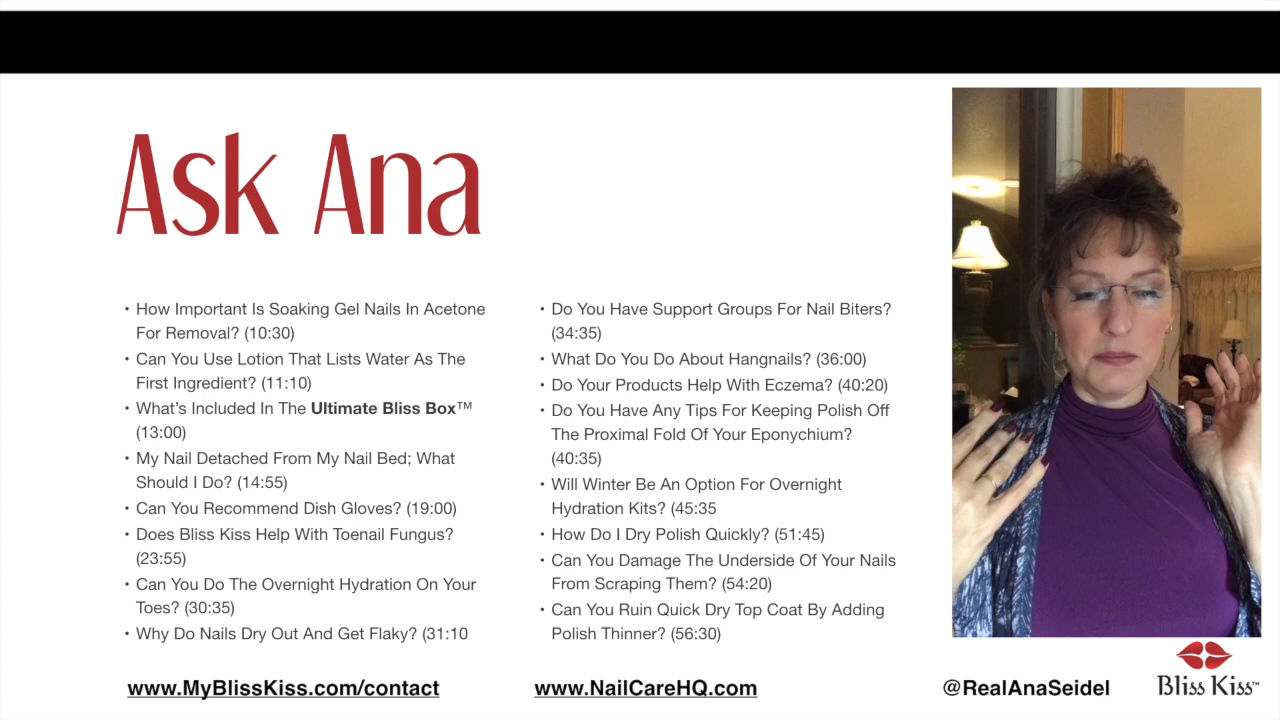 Ask Ana
• How Important Is Soaking Gel Nails In Acetone
For Removal? (10:30)
• Can You Use Lotion That Lists Water As The
First Ingredient? (11:10)
• What’s Included In The Ultimate Bliss Box™
(13:00)
• My Nail Detached From My Nail Bed; What
Should I Do? (14:55)
• Can You Recommend Dish Gloves? (19:00)
• Does Bliss Kiss Help With Toenail Fungus?
(23:55)
• Can You Do The Overnight Hydration On Your
Toes? (30:35)
• Why Do Nails Dry Out And Get Flaky? (31:10
• Do You Have Support Groups For Nail Biters?
(34:35)
• What Do You Do About Hangnails? (36:00)
• Do Your Products Help With Eczema? (40:20)
• Do You Have Any Tips For Keeping Polish Off
The Proximal Fold Of Your Eponychium?
(40:35)
• Will Winter Be An Option For Overnight
Hydration Kits? (45:35
• How Do I Dry Polish Quickly? (51:45)
• Can You Damage The Underside Of Your Nails
From Scraping Them? (54:20)
• Can You Ruin Quick Dry Top Coat By Adding
Polish Thinner? (56:30)
www.MyBlissKiss.com/contact
www.NailCareHQ.com
@RealAnaSeidel
Bliss Kiss™